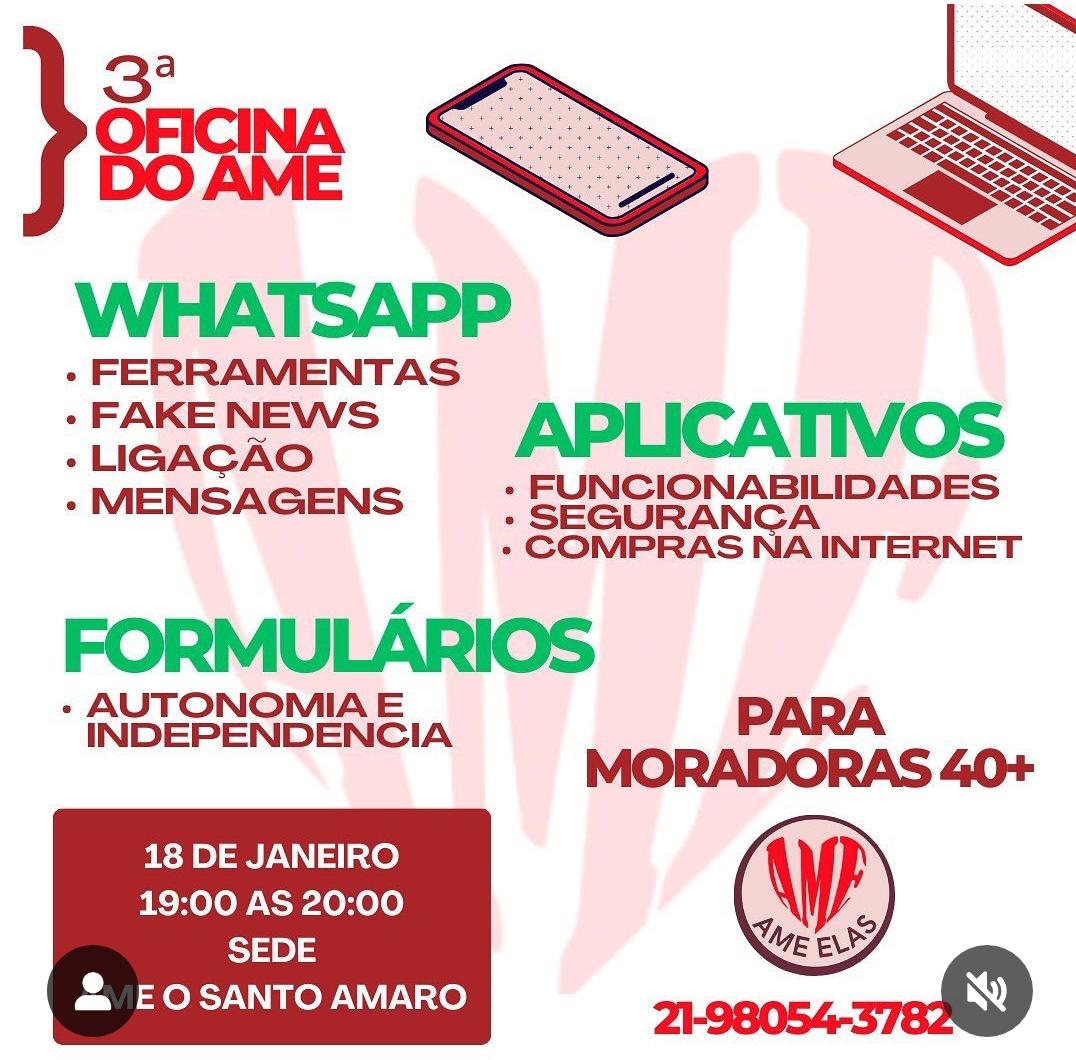 3ª
OFICINA
DO AME
WHATSAPP
• FERRAMENTAS
• FAKE NEWS
• LIGAÇÃO
• MENSAGENS
APLICATIVOS
• FUNCIONABILIDADES
• SEGURANÇA
• COMPRAS NA INTERNET
FORMULÁRIOS
• AUTONOMIA E
INDEPENDENCIA
PARA
MORADORAS 40+
18 DE JANEIRO
19:00 AS 20:00
SEDE
O SANTO AMARO
AME
AME ELAS
21-98054-3782